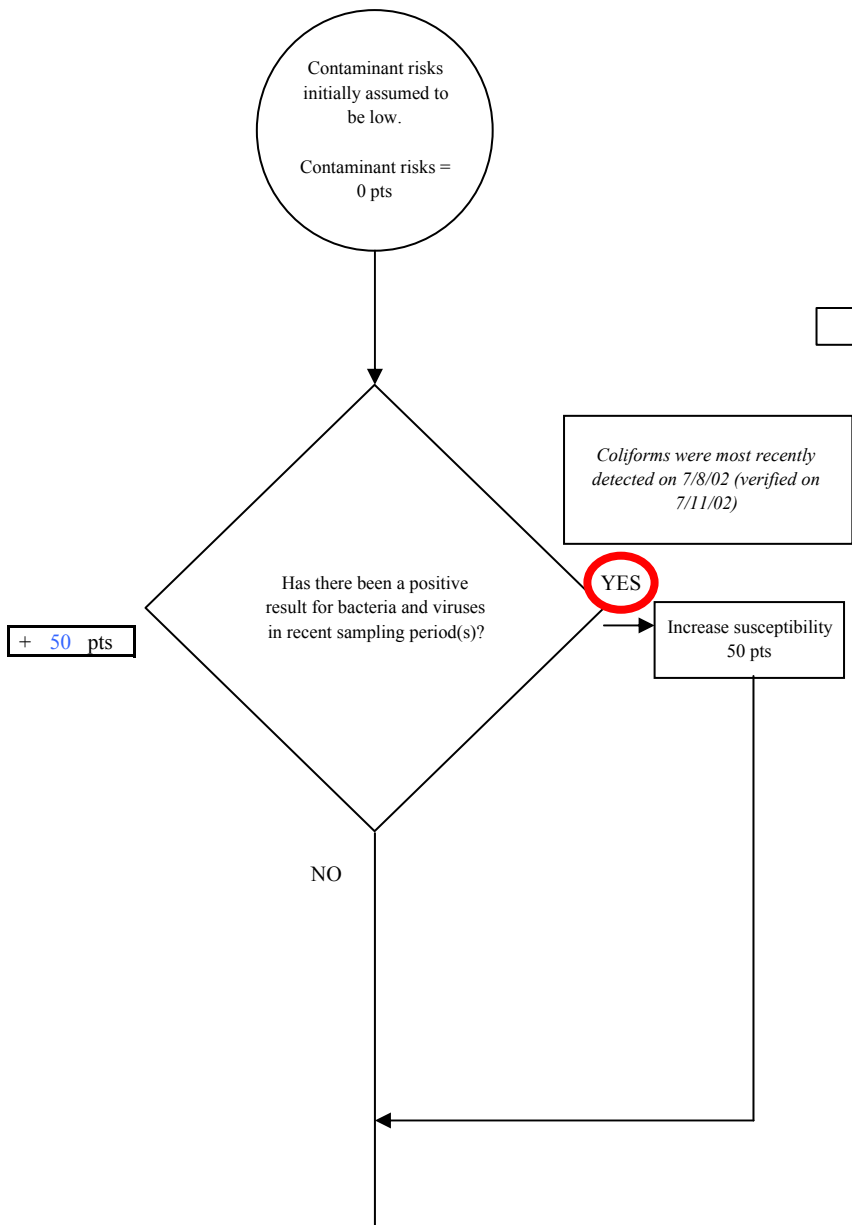 Contaminant risks
initially assumed to
be low.
Contaminant risks =
0 pts
Coliforms were most recently
detected on 7/8/02 (verified on
7/11/02)
Has there been a positive
result for bacteria and viruses
in recent sampling period(s)?
YES
+ 50 pts
Increase susceptibility
50 pts
NO